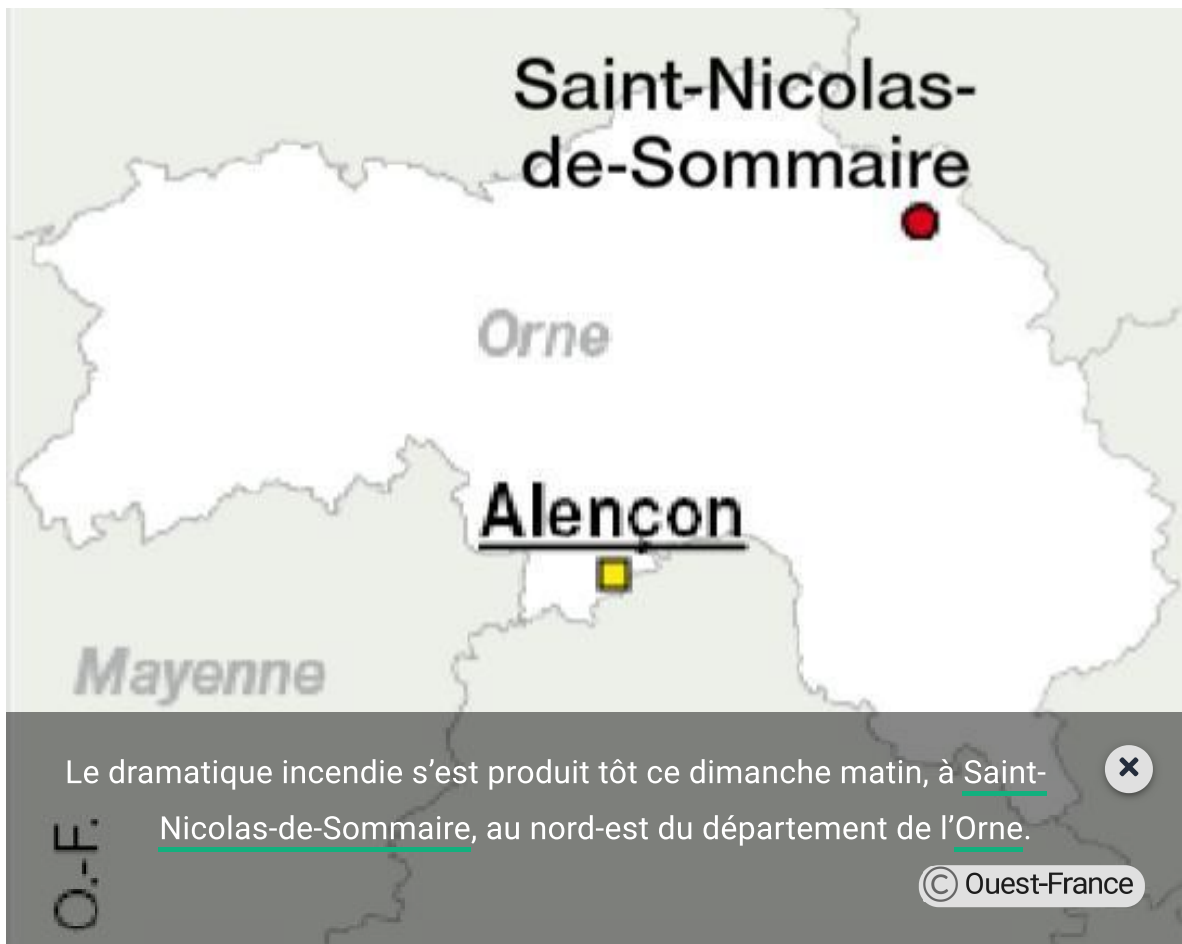 Saint-Nicolas-
de-Sommaire
Orne
Alençon
Mayenne
Le dramatique incendie s’est produit tôt ce dimanche matin, à Saint-
Nicolas-de-Sommaire, au nord-est du département de l’Orne.
O.-F.
© Ouest-France